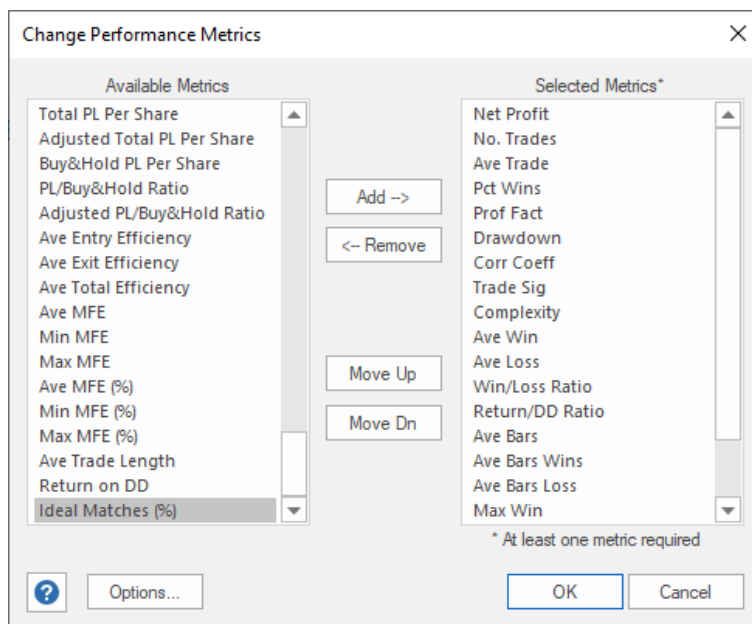 Change Performance Metrics
Available Metrics
Total PL Per Share
Adjusted Total PL Per Share
Buy&Hold PL Per Share
PL/Buy&Hold Ratio
Adjusted PL/Buy&Hold Ratio
Ave Entry Efficiency
Ave Exit Efficiency
Ave Total Efficiency
Ave MFE
Min MFE
Max MFE
Ave MFE (%)
Min MFE (%)
Max MFE (%)
Ave Trade Length
Return on DD
Ideal Matches (%)
Add -->
<-- Remove
Move Up
Move Dn
Selected Metrics*
Net Profit
No. Trades
Ave Trade
Pct Wins
Prof Fact
Drawdown
Corr Coeff
Trade Sig
Complexity
Ave Win
Ave Loss
Win/Loss Ratio
Return/DD Ratio
Ave Bars
Ave Bars Wins
Ave Bars Loss
Max Win
* At least one metric required
?
Options...
OK
Cancel